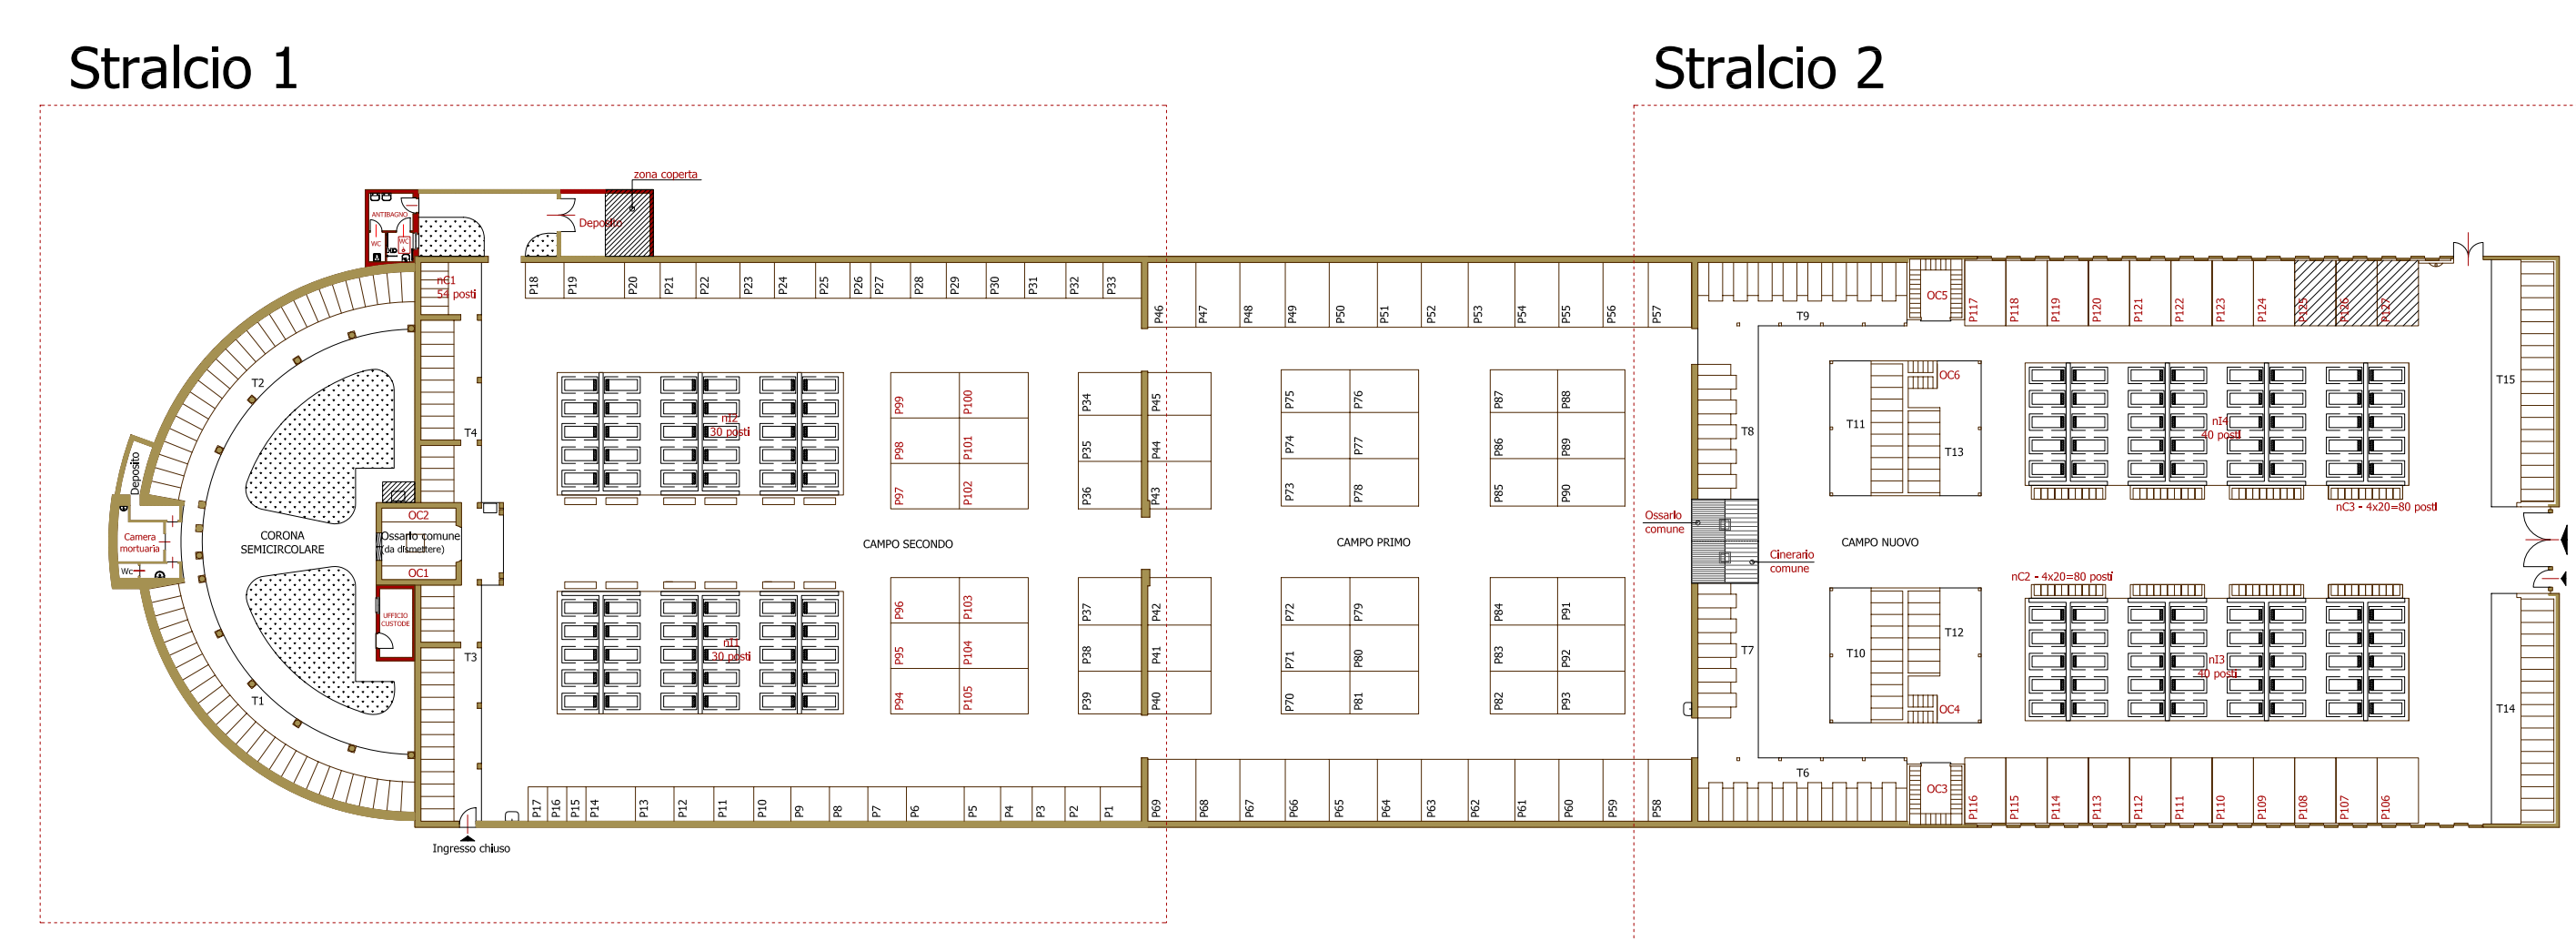 Stralcio 1
Stralcio 2
zona coperta
ANTIBAGNO
WC
WC
Deposito
nC1
54 posti
P18
P19
P20
P21
P22
P23
P24
P25
P26
P27
P28
P29
P30
P31
P32
P33
P46
P47
P48
P49
P50
P51
P52
P53
P54
P55
P56
P57
T9
OC5
P117
P118
P119
P120
P121
P122
P123
P124
P125
P126
P127
T2
T4
nI2
30 posti
P99
P100
P98
P101
P97
P102
P34
P35
P36
P45
P44
P43
P75
P76
P74
P77
P73
P78
P87
P88
P86
P89
P85
P90
T8
T11
OC6
T13
nI4
40 posti
T15
nC3 - 4x20=80 posti
Deposito
Camera
mortuaria
Wc
CORONA
SEMICIRCOLARE
OC2
Ossario comune
(da dismettere)
OC1
UFFICIO
CUSTODE
CAMPO SECONDO
CAMPO PRIMO
Ossario
comune
Cinerario
comune
CAMPO NUOVO
nC2 - 4x20=80 posti
T1
T3
nI1
30 posti
P96
P103
P95
P104
P94
P105
P37
P38
P39
P42
P41
P40
P72
P79
P71
P80
P70
P81
P84
P91
P83
P92
P82
P93
T7
T10
T12
OC4
nI3
40 posti
T14
T6
OC3
P17
P16
P15
P14
P13
P12
P11
P10
P9
P8
P7
P6
P5
P4
P3
P2
P1
P69
P68
P67
P66
P65
P64
P63
P62
P61
P60
P59
P58
P116
P115
P114
P113
P112
P111
P110
P109
P108
P107
P106
Ingresso chiuso